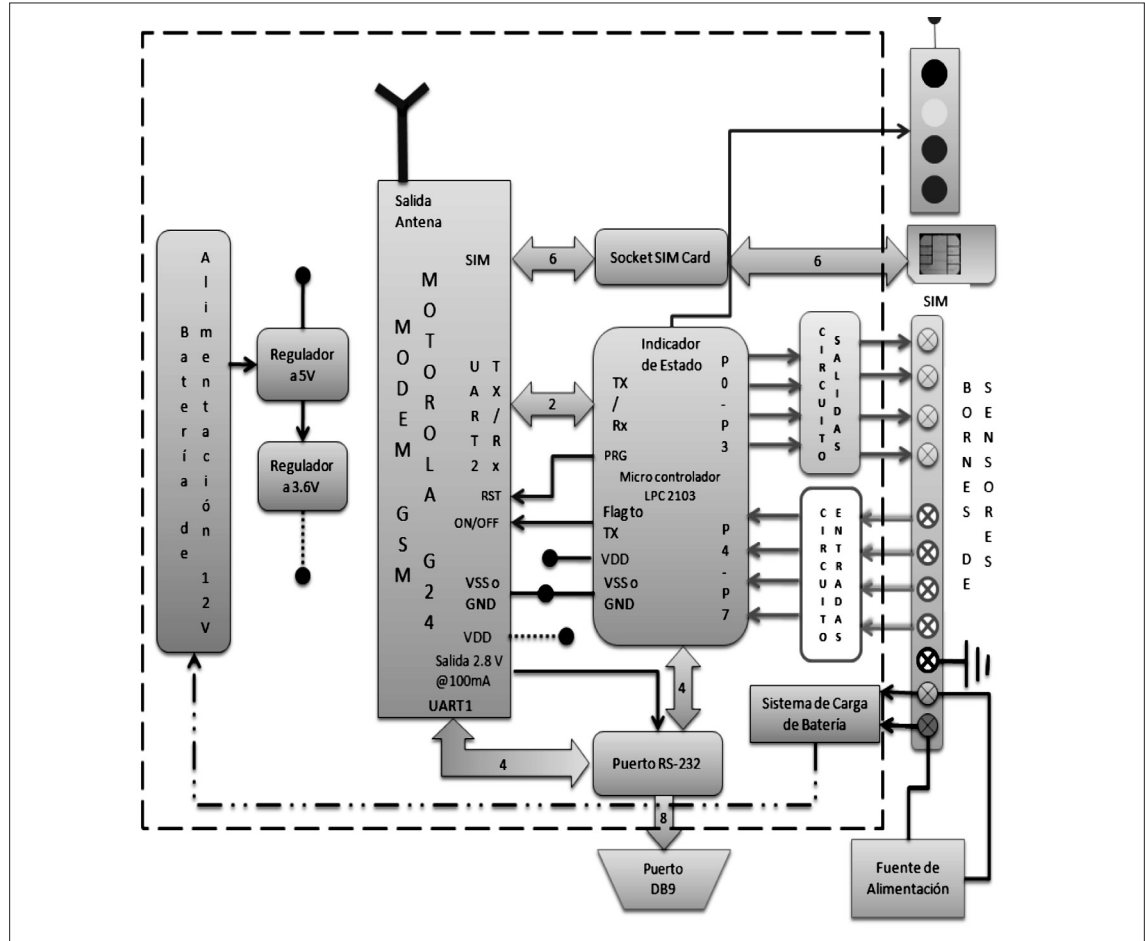 Salida
Antena
SIM
MODEM GSM
MOTOROLA G24
UART2
TX/Rx
RST
ON/OFF
VSS o
GND
VDD
Salida 2.8 V
@100mA
UART1
Batería de
Alimentación 12V
Regulador
a 5V
Regulador
a 3.6V
6
Socket SIM Card
6
SIM
2
Indicador
de Estado
TX
/
Rx
PRG
Micro controlador
LPC 2103
Flag to
TX
VDD
VSS o
GND
P0-P3
P4-P7
CIRCUITO
SALIDAS
CIRCUITO
ENTRADAS
BORNES DE
SENSORES
4
4
Puerto RS-232
8
Puerto
DB9
Sistema de Carga
de Batería
Fuente de
Alimentación